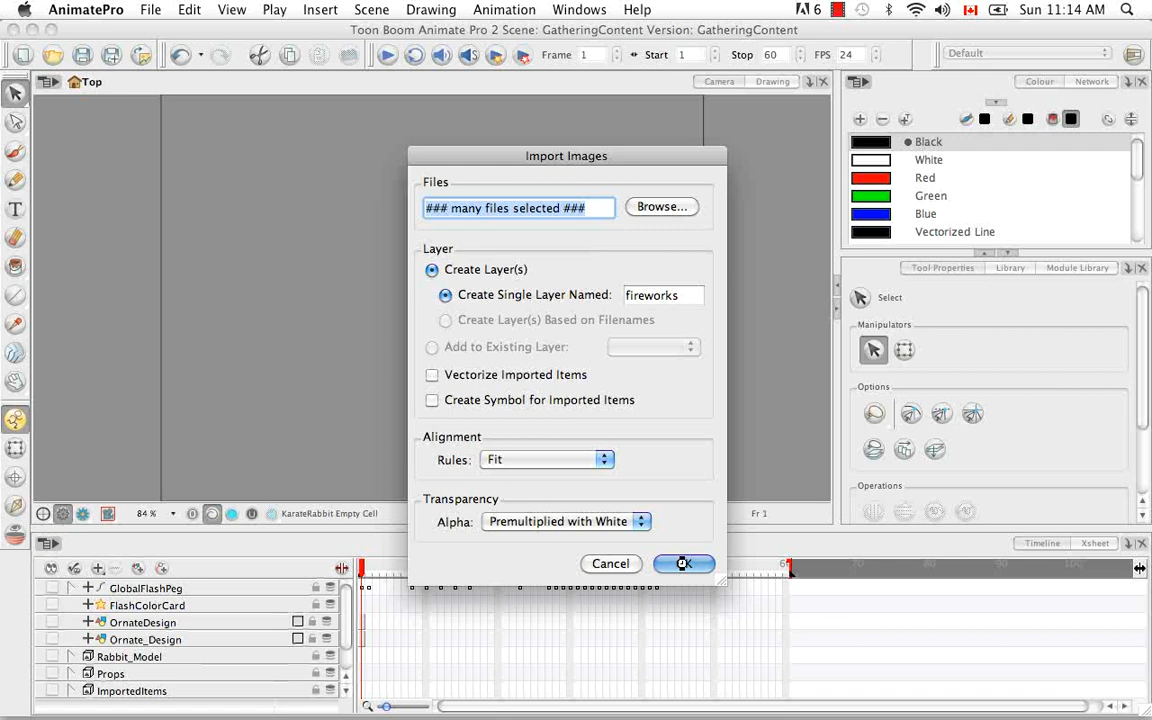 AnimatePro File Edit View Play Insert Scene Drawing Animation Windows Help 6 Sun 11:14 AM
Toon Boom Animate Pro 2 Scene: GatheringContent Version: GatheringContent
Frame 1 Start 1 Stop 60 FPS 24 Default
Top Camera Drawing Colour Network
Black
White
Red
Green
Blue
Vectorized Line
Import Images
Files
### many files selected ### Browse...
Layer
Create Layer(s)
Create Single Layer Named: fireworks
Create Layer(s) Based on Filenames
Add to Existing Layer:
Vectorize Imported Items
Create Symbol for Imported Items
Alignment
Rules: Fit
Transparency
Alpha: Premultiplied with White
Cancel
Tool Properties Library Module Library
Select
Manipulators
Options
Operations
84 % KarateRabbit Empty Cell Fr 1
Timeline Xsheet
GlobalFlashPeg
FlashColorCard
OrnateDesign
Ornate_Design
Rabbit_Model
Props
ImportedItems